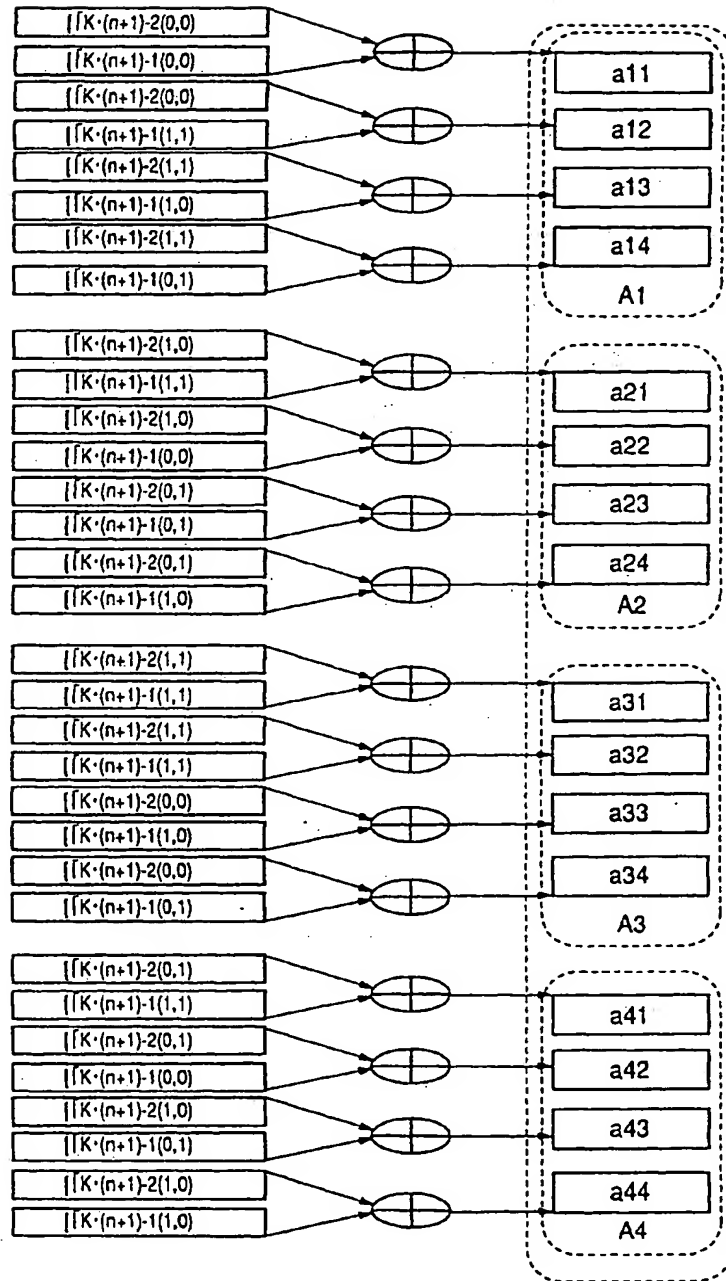 [⌈K·(n+1)-2(0,0)
[⌈K·(n+1)-1(0,0)
a11
[⌈K·(n+1)-2(0,0)
[⌈K·(n+1)-1(1,1)
a12
[⌈K·(n+1)-2(1,1)
[⌈K·(n+1)-1(1,0)
a13
[⌈K·(n+1)-2(1,1)
[⌈K·(n+1)-1(0,1)
a14
A1
[⌈K·(n+1)-2(1,0)
[⌈K·(n+1)-1(1,1)
a21
[⌈K·(n+1)-2(1,0)
[⌈K·(n+1)-1(0,0)
a22
[⌈K·(n+1)-2(0,1)
[⌈K·(n+1)-1(0,1)
a23
[⌈K·(n+1)-2(0,1)
[⌈K·(n+1)-1(1,0)
a24
A2
[⌈K·(n+1)-2(1,1)
[⌈K·(n+1)-1(1,1)
a31
[⌈K·(n+1)-2(1,1)
[⌈K·(n+1)-1(1,1)
a32
[⌈K·(n+1)-2(0,0)
[⌈K·(n+1)-1(1,0)
a33
[⌈K·(n+1)-2(0,0)
[⌈K·(n+1)-1(0,1)
a34
A3
[⌈K·(n+1)-2(0,1)
[⌈K·(n+1)-1(1,1)
a41
[⌈K·(n+1)-2(0,1)
[⌈K·(n+1)-1(0,0)
a42
[⌈K·(n+1)-2(1,0)
[⌈K·(n+1)-1(0,1)
a43
[⌈K·(n+1)-2(1,0)
[⌈K·(n+1)-1(1,0)
a44
A4